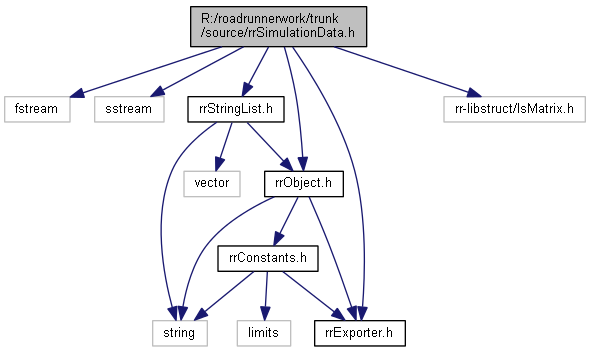 R:/roadrunnerwork/trunk
/source/rrSimulationData.h
fstream
sstream
rrStringList.h
rr-libstruct/lsMatrix.h
vector
rrObject.h
rrConstants.h
string
limits
rrExporter.h